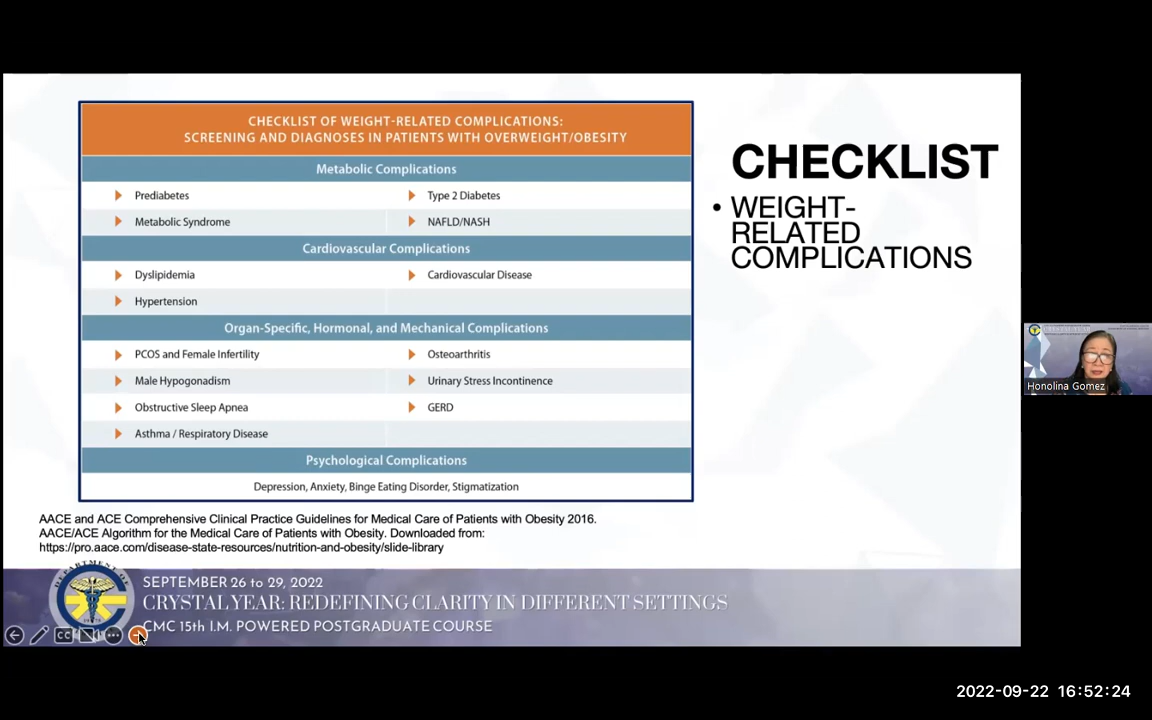 CHECKLIST OF WEIGHT-RELATED COMPLICATIONS:
SCREENING AND DIAGNOSES IN PATIENTS WITH OVERWEIGHT/OBESITY
Metabolic Complications
Prediabetes
Type 2 Diabetes
Metabolic Syndrome
NAFLD/NASH
Cardiovascular Complications
Dyslipidemia
Cardiovascular Disease
Hypertension
Organ-Specific, Hormonal, and Mechanical Complications
PCOS and Female Infertility
Osteoarthritis
Male Hypogonadism
Urinary Stress Incontinence
Obstructive Sleep Apnea
GERD
Asthma / Respiratory Disease
Psychological Complications
Depression, Anxiety, Binge Eating Disorder, Stigmatization
CHECKLIST
• WEIGHT-
RELATED
COMPLICATIONS
AACE and ACE Comprehensive Clinical Practice Guidelines for Medical Care of Patients with Obesity 2016.
AACE/ACE Algorithm for the Medical Care of Patients with Obesity. Downloaded from:
https://pro.aace.com/disease-state-resources/nutrition-and-obesity/slide-library
Honolina Gomez
DEPARTMENT OF
SEPTEMBER 26 to 29, 2022
CRYSTAL YEAR: REDEFINING CLARITY IN DIFFERENT SETTINGS
CMC 15th I.M. POWERED POSTGRADUATE COURSE
CC
2022-09-22 16:52:24